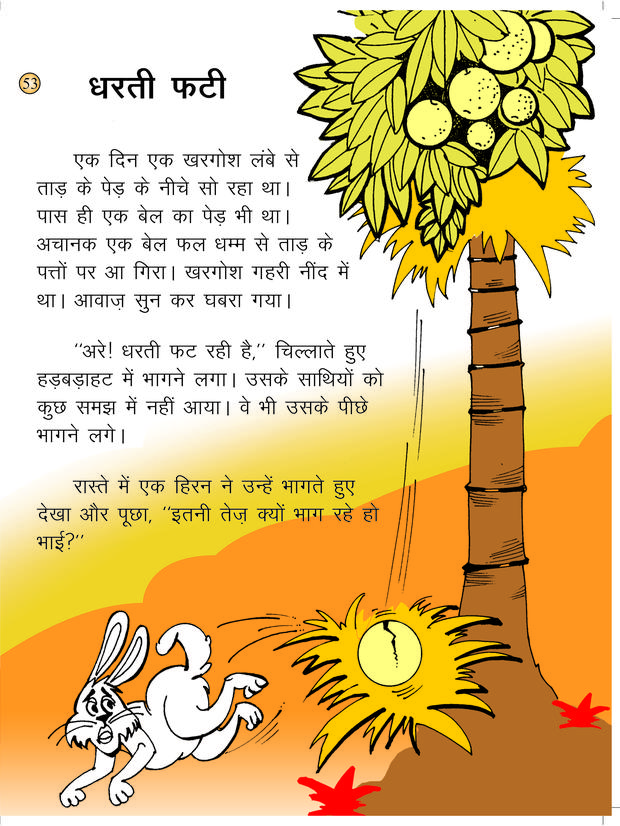 53
धरती फटी
एक दिन एक खरगोश लंबे से
ताड़ के पेड़ के नीचे सो रहा था।
पास ही एक बेल का पेड़ भी था।
अचानक एक बेल फल धम्म से ताड़ के
पत्तों पर आ गिरा। खरगोश गहरी नींद में
था। आवाज़ सुन कर घबरा गया।
‘‘अरे! धरती फट रही है,’’ चिल्लाते हुए
हड़बड़ाहट में भागने लगा। उसके साथियों को
कुछ समझ में नहीं आया। वे भी उसके पीछे
भागने लगे।
रास्ते में एक हिरन ने उन्हें भागते हुए
देखा और पूछा, ‘‘इतनी तेज़ क्यों भाग रहे हो
भाई?’’